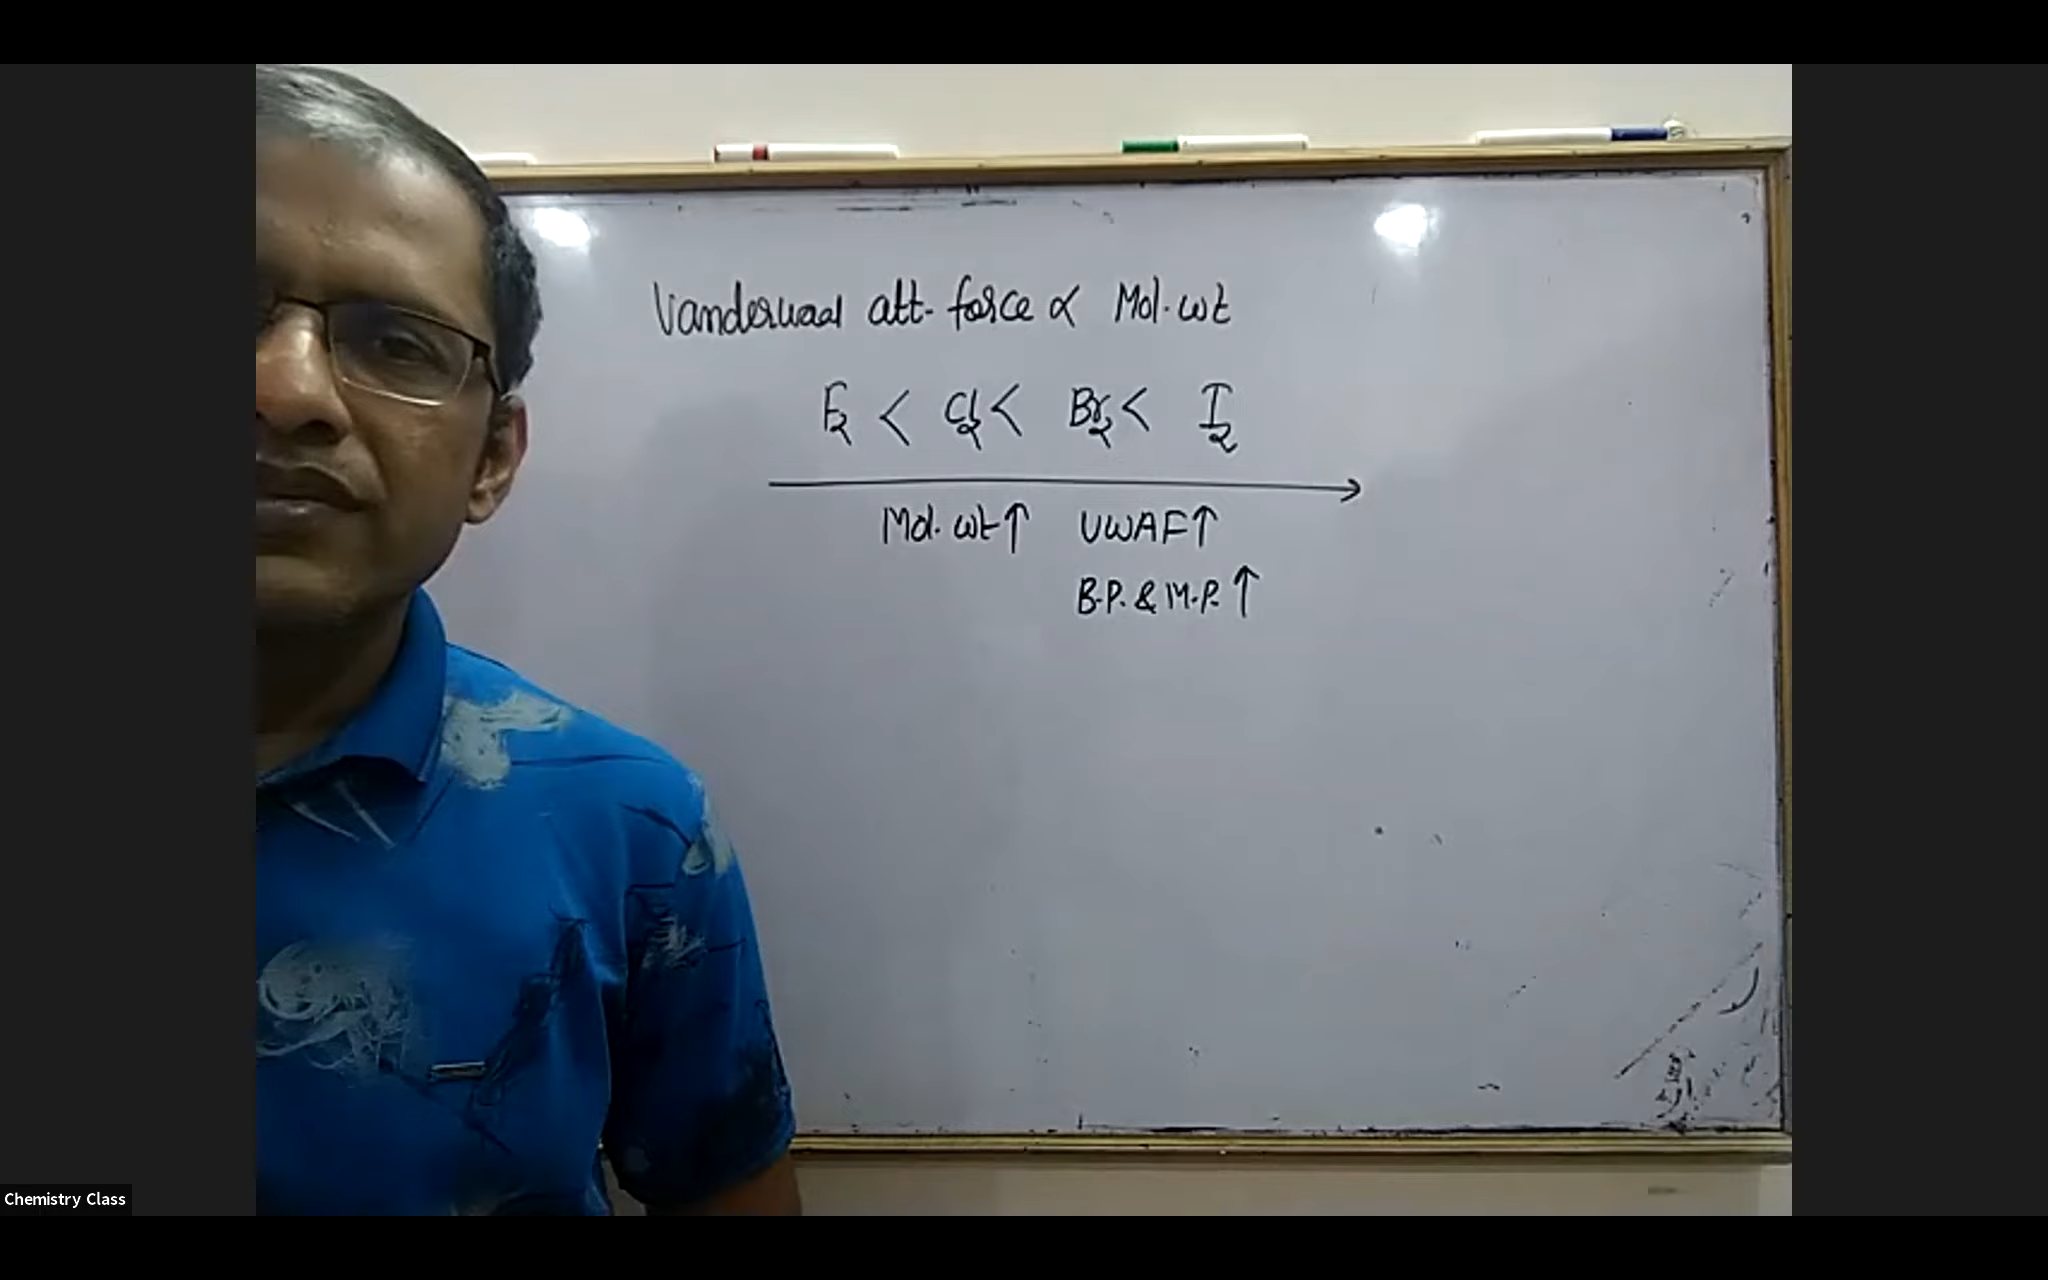 Vanderwaal att. force ∝ Mol. wt
F₂ < Cl₂ < Br₂ < I₂
Mol. wt↑ VWAF↑
B.P. & M.P. ↑
Chemistry Class